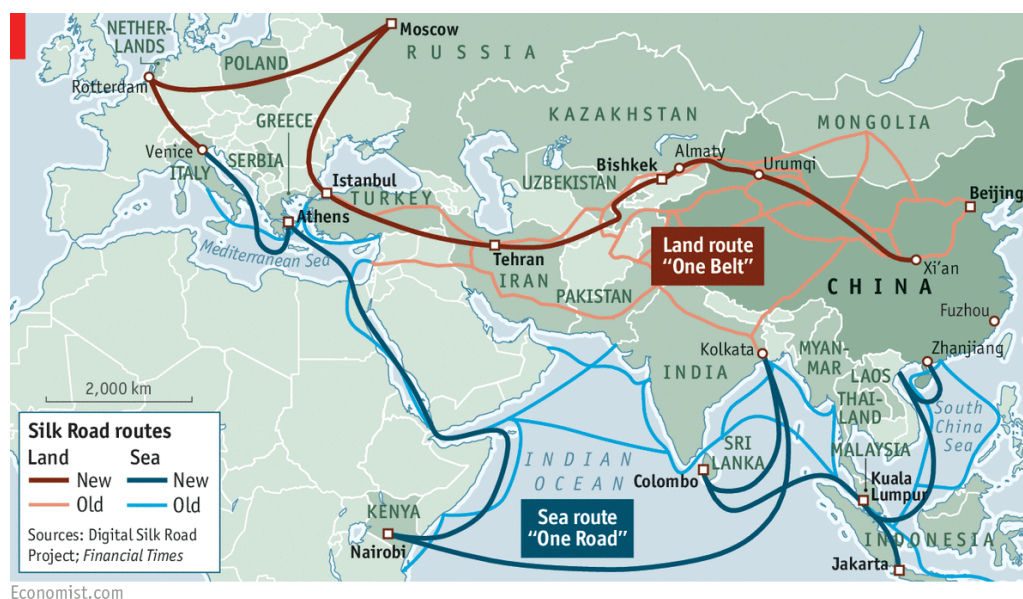 NETHER-
LANDS
Moscow
RUSSIA
POLAND
Rotterdam
KAZAKHSTAN
MONGOLIA
GREECE
Venice
ITALY
SERBIA
Bishkek
Almaty
Urumqi
UZBEKISTAN
Istanbul
TURKEY
Beijing
Athens
Mediterranean Sea
Tehran
IRAN
Land route
“One Belt”
Xi’an
PAKISTAN
CHINA
Fuzhou
Kolkata
MYAN-
MAR
Zhanjiang
INDIA
LAOS
2,000 km
THAI-
LAND
South
China
Sea
Silk Road routes
Land
Sea
New
New
Old
Old
Sources: Digital Silk Road
Project; Financial Times
INDIAN
OCEAN
SRI
LANKA
Colombo
MALAYSIA
Kuala
Lumpur
KENYA
Nairobi
Sea route
“One Road”
INDONESIA
Jakarta
Economist.com